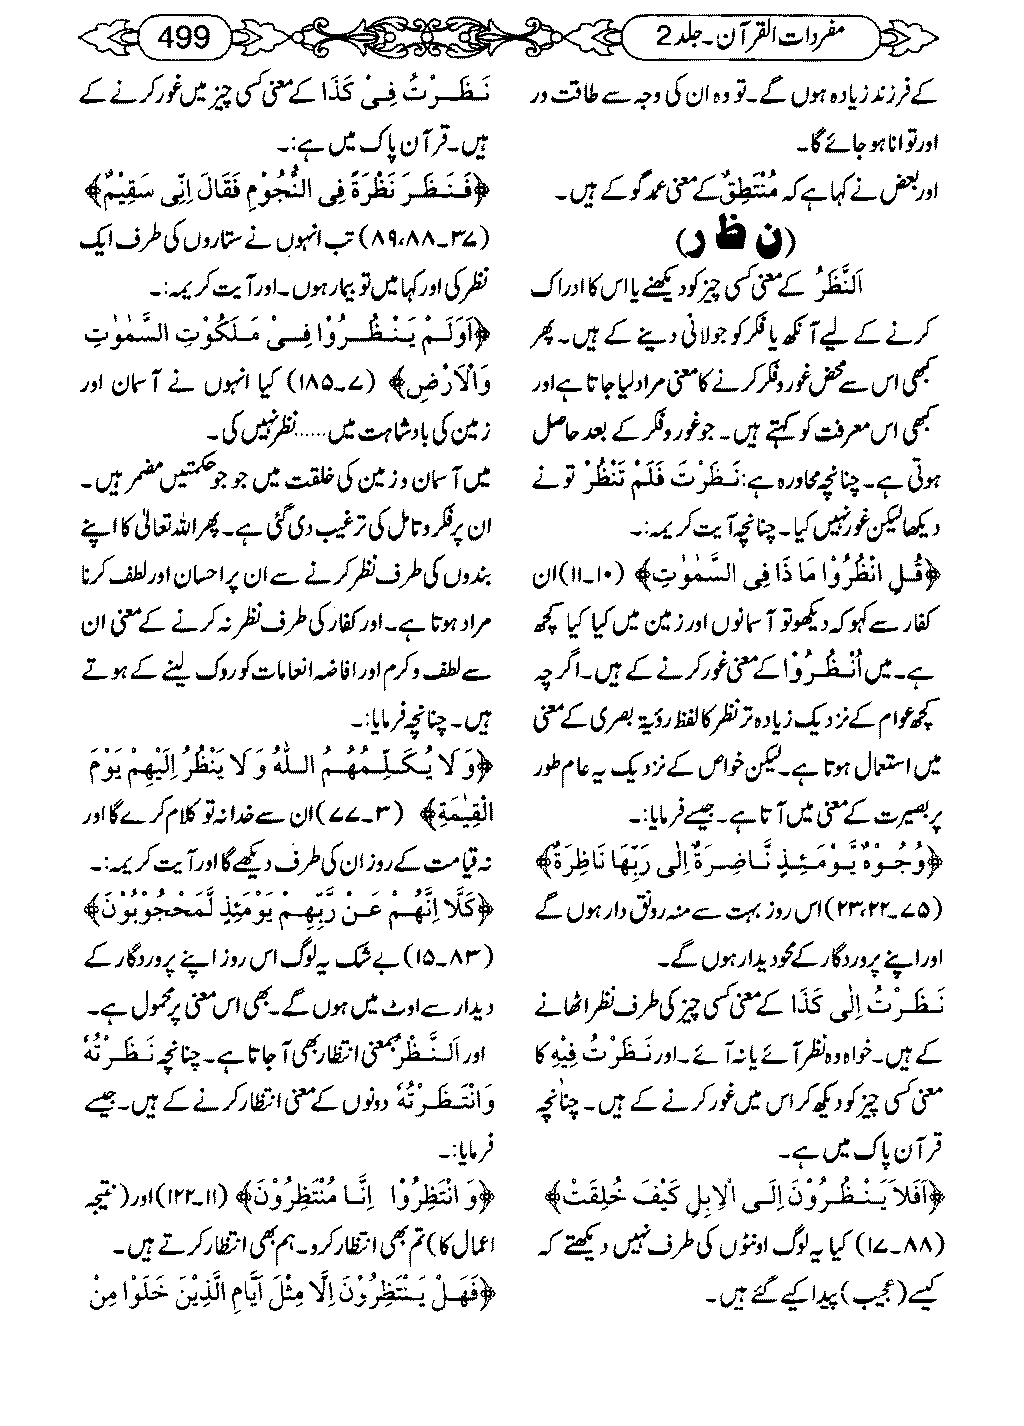 مفردات القرآن۔جلد 2
499
کے فرزند زیادہ ہوں گے۔تو وہ ان کی وجہ سے طاقت ور
اور توانا ہو جائے گا۔
اور بعض نے کہا ہے کہ مُنْتَطِقٌ کے معنی عمدہ گو کے ہیں۔
(ن ظ ر)
اَلنَّظَرُ کے معنی کسی چیز کو دیکھنے یا اس کا ادراک
کرنے کے لیے آنکھ یا فکر کو جولانی دینے کے ہیں۔پھر
کبھی اس سے محض غور و فکر کرنے کا معنی مراد لیا جاتا ہے اور
کبھی اس معرفت کو کہتے ہیں۔جو غور و فکر کے بعد حاصل
ہوتی ہے۔چنانچہ محاورہ ہے: نَظَرْتَ فَلَمْ تَنْظُرْ تو نے
دیکھا لیکن غور نہیں کیا۔چنانچہ آیت کریمہ:۔
﴿قُلِ انْظُرُوْا مَا ذَا فِی السَّمٰوٰتِ﴾ (۱۰۔۱۱)ان
کفار سے کہو کہ دیکھو تو آسمانوں اور زمین میں کیا کیا کچھ
ہے۔میں اُنْظُرُوْا کے معنی غور کرنے کے ہیں۔اگرچہ
کچھ عوام کے نزدیک زیادہ تر نظر کا لفظ رؤیۃ بصری کے معنی
میں استعمال ہوتا ہے۔لیکن خواص کے نزدیک یہ عام طور
پر بصیرت کے معنی میں آتا ہے۔جیسے فرمایا:۔
﴿وُجُوْهٌ یَّوْمَئِذٍ نَّاضِرَةٌ اِلٰی رَبِّهَا نَاظِرَةٌ﴾
(۷۵۔۲۳،۲۲)اس روز بہت سے منہ رونق دار ہوں گے
اور اپنے پروردگار کے محو دیدار ہوں گے۔
نَظَرْتُ اِلٰی كَذَا کے معنی کسی چیز کی طرف نظر اٹھانے
کے ہیں۔خواہ وہ نظر آئے یا نہ آئے۔اور نَظَرْتُ فِیْهِ کا
معنی کسی چیز کو دیکھ کر اس میں غور کرنے کے ہیں۔چنانچہ
قرآن پاک میں ہے۔
﴿اَفَلَا یَنْظُرُوْنَ اِلَی الْاِبِلِ كَیْفَ خُلِقَتْ﴾
(۸۸۔۱۷) کیا یہ لوگ اونٹوں کی طرف نہیں دیکھتے کہ
کیسے (عجیب)پیدا کیے گئے ہیں۔
نَظَرْتُ فِیْ كَذَا کے معنی کسی چیز میں غور کرنے کے
ہیں۔قرآن پاک میں ہے:۔
﴿فَنَظَرَ نَظْرَةً فِی النُّجُوْمِ فَقَالَ اِنِّی سَقِیْمٌ﴾
(۳۷۔۸۹،۸۸) تب انہوں نے ستاروں کی طرف ایک
نظر کی اور کہا میں تو بیمار ہوں۔اور آیت کریمہ:۔
﴿اَوَلَمْ یَنْظُرُوْا فِیْ مَلَكُوْتِ السَّمٰوٰتِ
وَالْاَرْضِ﴾ (۷۔۱۸۵) کیا انہوں نے آسمان اور
زمین کی بادشاہت میں......نظر نہیں کی۔
میں آسمان و زمین کی خلقت میں جو جو حکمتیں مضمر ہیں۔
ان پر فکر و تامل کی ترغیب دی گئی ہے۔پھر اللہ تعالیٰ کا اپنے
بندوں کی طرف نظر کرنے سے ان پر احسان اور لطف کرنا
مراد ہوتا ہے۔اور کفار کی طرف نظر نہ کرنے کے معنی ان
سے لطف و کرم اور افاضہ انعامات کو روک لینے کے ہوتے
ہیں۔چنانچہ فرمایا:۔
﴿وَلَا یُكَلِّمُهُمُ اللّٰهُ وَلَا یَنْظُرُ اِلَیْهِمْ یَوْمَ
الْقِیٰمَةِ﴾ (۳۔۷۷)ان سے خدا نہ تو کلام کرے گا اور
نہ قیامت کے روز ان کی طرف دیکھے گا اور آیت کریمہ:۔
﴿كَلَّا اِنَّهُمْ عَنْ رَّبِّهِمْ یَوْمَئِذٍ لَّمَحْجُوْبُوْنَ﴾
(۸۳۔۱۵)بے شک یہ لوگ اس روز اپنے پروردگار کے
دیدار سے اوٹ میں ہوں گے۔بھی اس معنی پر محمول ہے۔
اور اَلنَّظْرُ بمعنی انتظار بھی آ جاتا ہے۔چنانچہ نَظَرْتُهٗ
وَانْتَظَرْتُهٗ دونوں کے معنی انتظار کرنے کے ہیں۔جیسے
فرمایا:۔
﴿وَانْتَظِرُوْا اِنَّا مُنْتَظِرُوْنَ﴾ (۱۱۔۱۲۲)اور(نتیجہ
اعمال کا)تم بھی انتظار کرو۔ہم بھی انتظار کرتے ہیں۔
﴿فَهَلْ یَنْتَظِرُوْنَ اِلَّا مِثْلَ اَیَّامِ الَّذِیْنَ خَلَوْا مِنْ